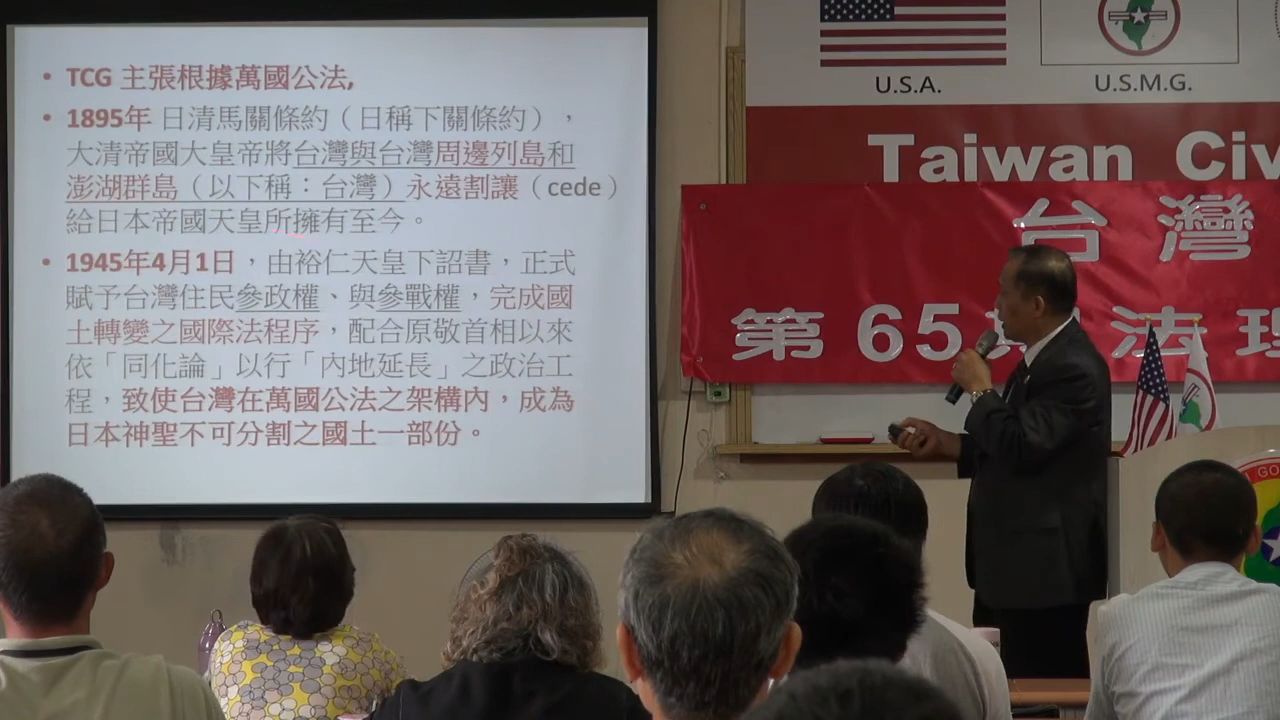 • TCG 主張根據萬國公法,
• 1895年 日清馬關條約（日稱下關條約），
大清帝國大皇帝將台灣與台灣周邊列島和
澎湖群島（以下稱：台灣）永遠割讓（cede）
給日本帝國天皇所擁有至今。
• 1945年4月1日，由裕仁天皇下詔書，正式
賦予台灣住民參政權、與參戰權，完成國
土轉變之國際法程序，配合原敬首相以來
依「同化論」以行「內地延長」之政治工
程，致使台灣在萬國公法之架構內，成為
日本神聖不可分割之國土一部份。
U.S.A.
U.S.M.G.
Taiwan Civ
台灣
第65期法理
GO